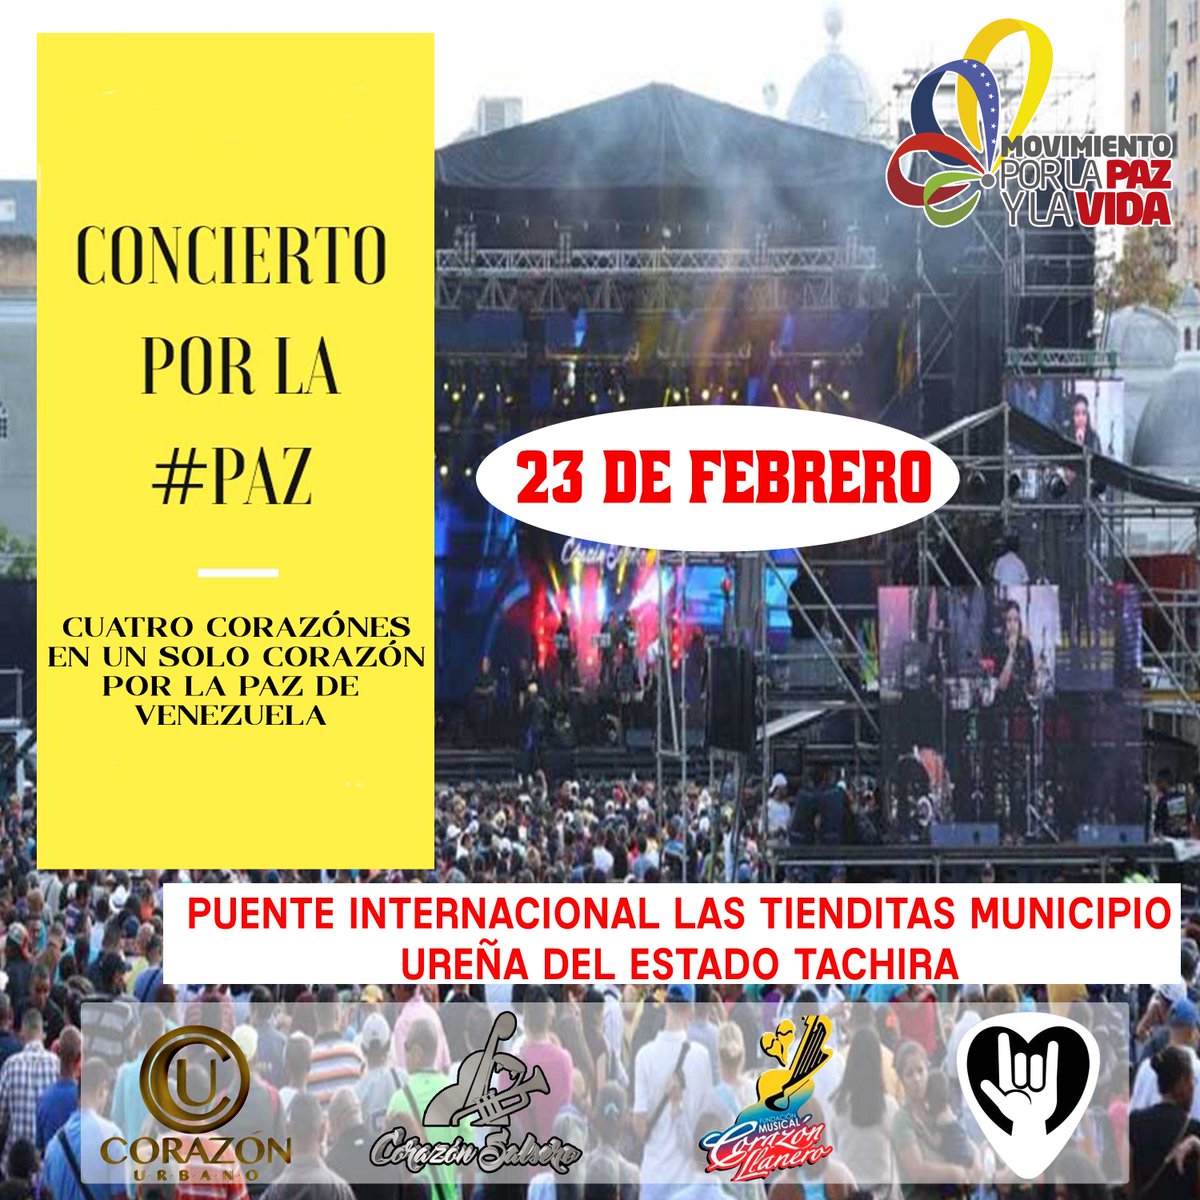 CONCIERTO
POR LA
#PAZ
CUATRO CORAZÓNES
EN UN SOLO CORAZÓN
POR LA PAZ DE
VENEZUELA
MOVIMIENTO
POR LA PAZ
Y LA VIDA
23 DE FEBRERO
PUENTE INTERNACIONAL LAS TIENDITAS MUNICIPIO
UREÑA DEL ESTADO TACHIRA
CU
CORAZÓN
URBANO
Corazón Salsero
FUNDACIÓN
MUSICAL
Corazón
Llanero